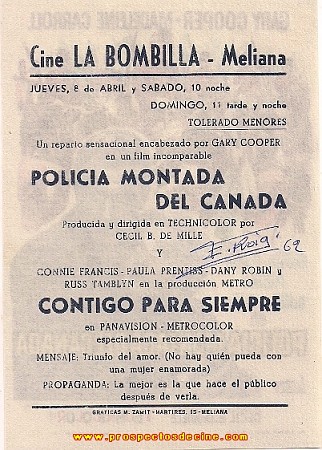 Cine LA BOMBILLA - Meliana
JUEVES, 8 de ABRIL y SABADO, 10 noche
DOMINGO, 11 tarde y noche
TOLERADO MENORES
Un reparto sensacional encabezado por GARY COOPER
en un film incomparable
POLICIA MONTADA
DEL CANADA
Producida y dirigida en TECHNICOLOR por
CECIL B. DE MILLE
Y
CONNIE FRANCIS - PAULA PRENTISS - DANY ROBIN y
RUSS TAMBLYN en la producción METRO
CONTIGO PARA SIEMPRE
en PANAVISION - METROCOLOR
especialmente recomendada.
MENSAJE: Triunfo del amor. (No hay quién pueda con
una mujer enamorada)
PROPAGANDA: La mejor es la que hace el público
después de verla.
GRAFICAS M. ZAMIT - MARTIRES, 15 - MELIANA
www.prospectosdecine.com